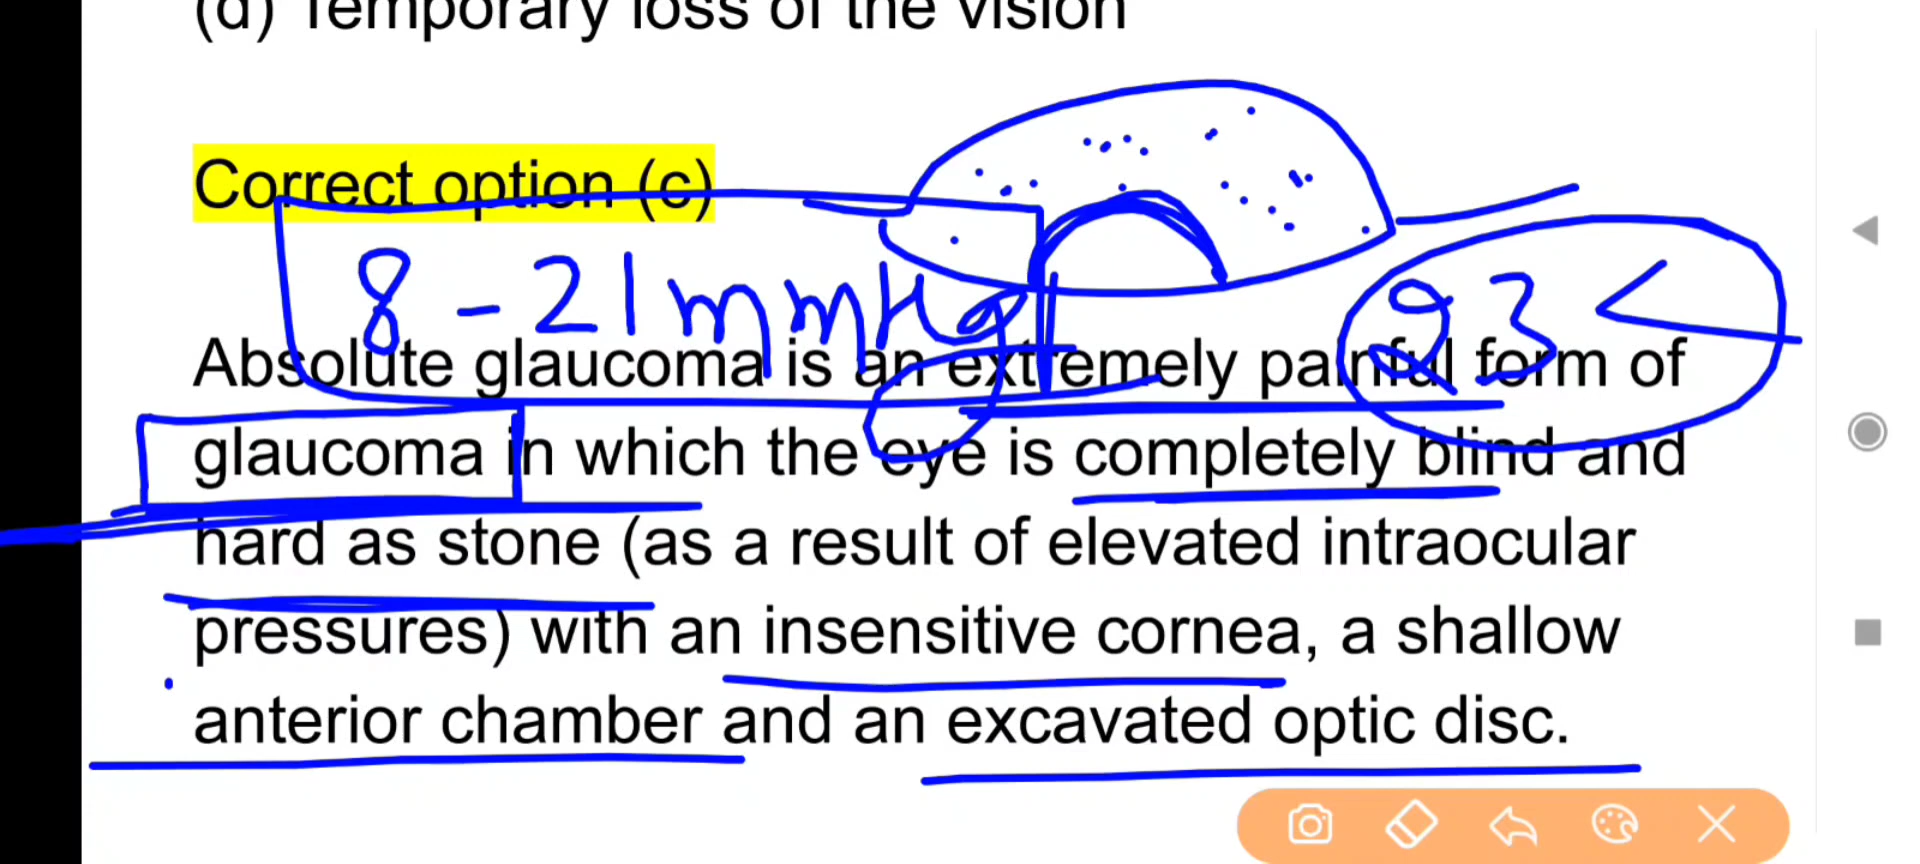 (d) Temporary loss of the vision
Correct option (c)
8-21mmHg
23<
Absolute glaucoma is an extremely painful form of
glaucoma in which the eye is completely blind and
hard as stone (as a result of elevated intraocular
pressures) with an insensitive cornea, a shallow
anterior chamber and an excavated optic disc.